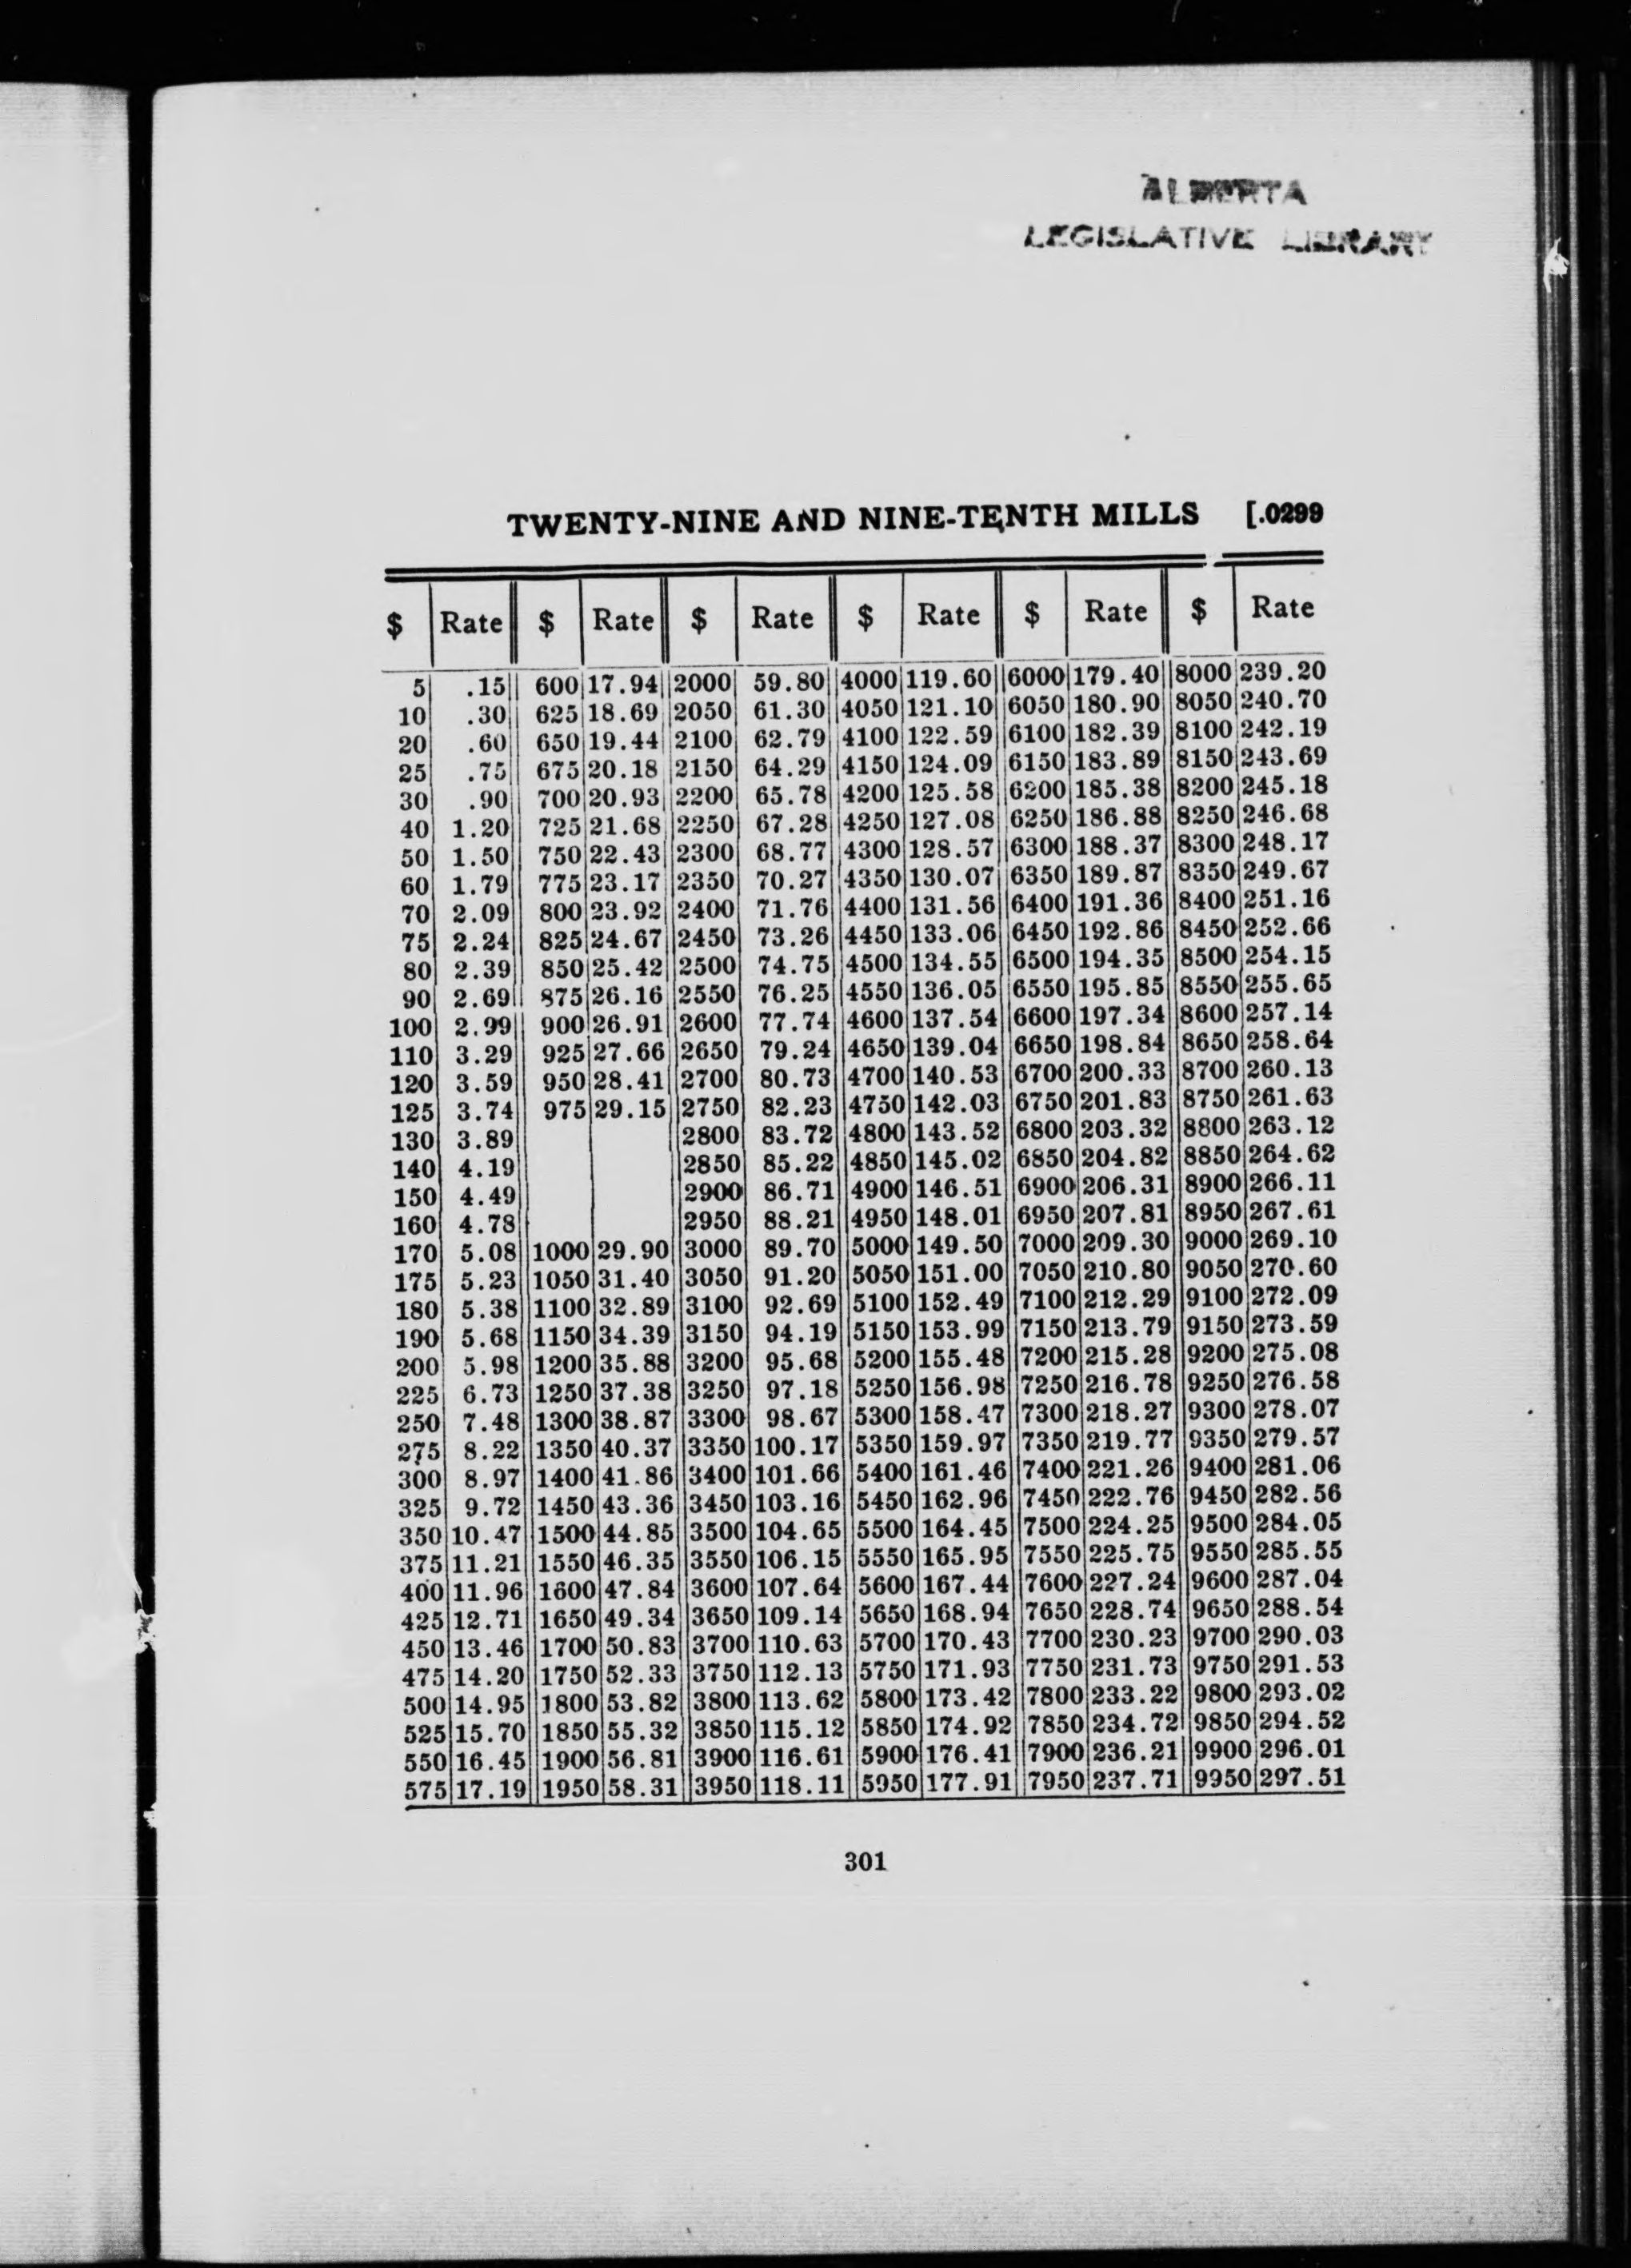 ALBERTA
LEGISLATIVE LIBRARY
TWENTY-NINE AND NINE-TENTH MILLS [.0299
$ Rate $ Rate $ Rate $ Rate $ Rate $ Rate
5 .15 600 17.94 2000 59.80 4000 119.60 6000 179.40 8000 239.20
10 .30 625 18.69 2050 61.30 4050 121.10 6050 180.90 8050 240.70
20 .60 650 19.44 2100 62.79 4100 122.59 6100 182.39 8100 242.19
25 .75 675 20.18 2150 64.29 4150 124.09 6150 183.89 8150 243.69
30 .90 700 20.93 2200 65.78 4200 125.58 6200 185.38 8200 245.18
40 1.20 725 21.68 2250 67.28 4250 127.08 6250 186.88 8250 246.68
50 1.50 750 22.43 2300 68.77 4300 128.57 6300 188.37 8300 248.17
60 1.79 775 23.17 2350 70.27 4350 130.07 6350 189.87 8350 249.67
70 2.09 800 23.92 2400 71.76 4400 131.56 6400 191.36 8400 251.16
75 2.24 825 24.67 2450 73.26 4450 133.06 6450 192.86 8450 252.66
80 2.39 850 25.42 2500 74.75 4500 134.55 6500 194.35 8500 254.15
90 2.69 875 26.16 2550 76.25 4550 136.05 6550 195.85 8550 255.65
100 2.99 900 26.91 2600 77.74 4600 137.54 6600 197.34 8600 257.14
110 3.29 925 27.66 2650 79.24 4650 139.04 6650 198.84 8650 258.64
120 3.59 950 28.41 2700 80.73 4700 140.53 6700 200.33 8700 260.13
125 3.74 975 29.15 2750 82.23 4750 142.03 6750 201.83 8750 261.63
130 3.89 2800 83.72 4800 143.52 6800 203.32 8800 263.12
140 4.19 2850 85.22 4850 145.02 6850 204.82 8850 264.62
150 4.49 2900 86.71 4900 146.51 6900 206.31 8900 266.11
160 4.78 2950 88.21 4950 148.01 6950 207.81 8950 267.61
170 5.08 1000 29.90 3000 89.70 5000 149.50 7000 209.30 9000 269.10
175 5.23 1050 31.40 3050 91.20 5050 151.00 7050 210.80 9050 270.60
180 5.38 1100 32.89 3100 92.69 5100 152.49 7100 212.29 9100 272.09
190 5.68 1150 34.39 3150 94.19 5150 153.99 7150 213.79 9150 273.59
200 5.98 1200 35.88 3200 95.68 5200 155.48 7200 215.28 9200 275.08
225 6.73 1250 37.38 3250 97.18 5250 156.98 7250 216.78 9250 276.58
250 7.48 1300 38.87 3300 98.67 5300 158.47 7300 218.27 9300 278.07
275 8.22 1350 40.37 3350 100.17 5350 159.97 7350 219.77 9350 279.57
300 8.97 1400 41.86 3400 101.66 5400 161.46 7400 221.26 9400 281.06
325 9.72 1450 43.36 3450 103.16 5450 162.96 7450 222.76 9450 282.56
350 10.47 1500 44.85 3500 104.65 5500 164.45 7500 224.25 9500 284.05
375 11.21 1550 46.35 3550 106.15 5550 165.95 7550 225.75 9550 285.55
400 11.96 1600 47.84 3600 107.64 5600 167.44 7600 227.24 9600 287.04
425 12.71 1650 49.34 3650 109.14 5650 168.94 7650 228.74 9650 288.54
450 13.46 1700 50.83 3700 110.63 5700 170.43 7700 230.23 9700 290.03
475 14.20 1750 52.33 3750 112.13 5750 171.93 7750 231.73 9750 291.53
500 14.95 1800 53.82 3800 113.62 5800 173.42 7800 233.22 9800 293.02
525 15.70 1850 55.32 3850 115.12 5850 174.92 7850 234.72 9850 294.52
550 16.45 1900 56.81 3900 116.61 5900 176.41 7900 236.21 9900 296.01
575 17.19 1950 58.31 3950 118.11 5950 177.91 7950 237.71 9950 297.51
301